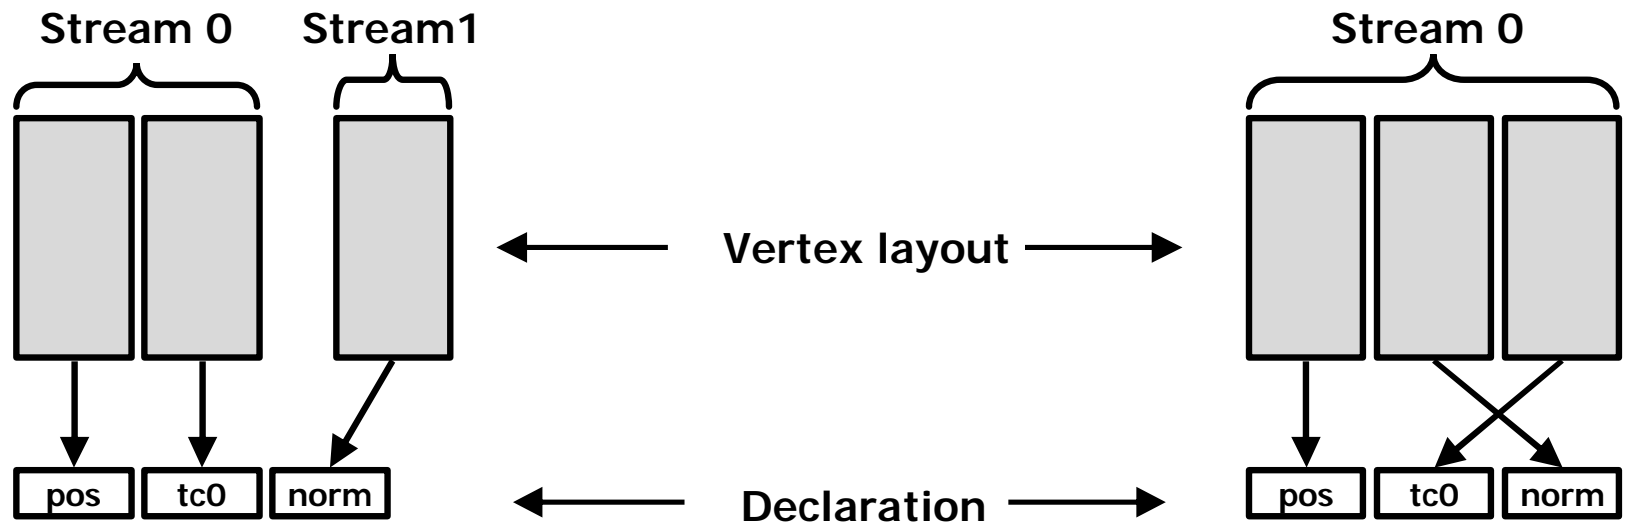 Stream 0
Stream1
Stream 0
Vertex layout
pos
tc0
norm
Declaration
pos
tc0
norm